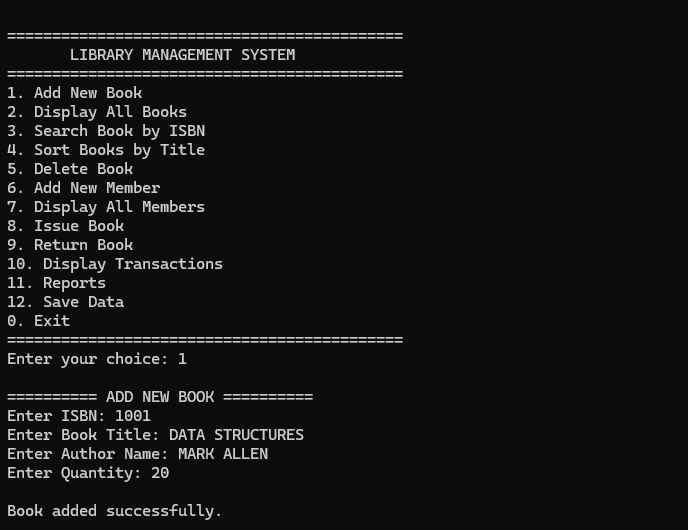 ============================================
       LIBRARY MANAGEMENT SYSTEM
============================================
1. Add New Book
2. Display All Books
3. Search Book by ISBN
4. Sort Books by Title
5. Delete Book
6. Add New Member
7. Display All Members
8. Issue Book
9. Return Book
10. Display Transactions
11. Reports
12. Save Data
0. Exit
============================================
Enter your choice: 1

========== ADD NEW BOOK ==========
Enter ISBN: 1001
Enter Book Title: DATA STRUCTURES
Enter Author Name: MARK ALLEN
Enter Quantity: 20

Book added successfully.